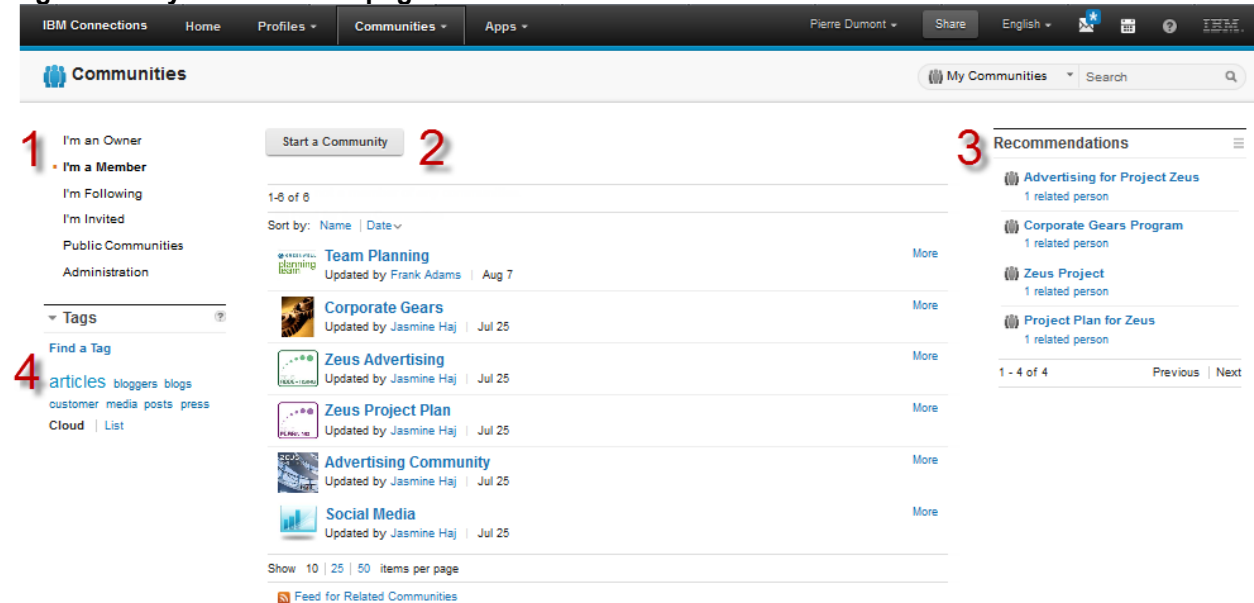 IBM Connections Home Profiles Communities Apps Pierre Dumont Share English IBM.
Communities
My Communities Search
1
I'm an Owner
I'm a Member
I'm Following
I'm Invited
Public Communities
Administration
Tags
Find a Tag
4
articles bloggers blogs
customer media posts press
Cloud | List
Start a Community
2
1-6 of 6
Sort by: Name | Date
planning
team
Team Planning
More
Updated by Frank Adams | Aug 7
Corporate Gears
More
Updated by Jasmine Haj | Jul 25
Zeus Advertising
More
Updated by Jasmine Haj | Jul 25
Zeus Project Plan
More
Updated by Jasmine Haj | Jul 25
Advertising Community
More
Updated by Jasmine Haj | Jul 25
Social Media
More
Updated by Jasmine Haj | Jul 25
Show 10 | 25 | 50 items per page
Feed for Related Communities
3
Recommendations
Advertising for Project Zeus
1 related person
Corporate Gears Program
1 related person
Zeus Project
1 related person
Project Plan for Zeus
1 related person
1 - 4 of 4 Previous | Next